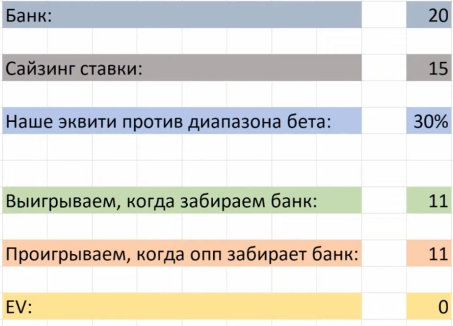 Банк: 20
Сайзинг ставки: 15
Наше эквити против диапазона бета: 30%
Выигрываем, когда забираем банк: 11
Проигрываем, когда опп забирает банк: 11
EV: 0